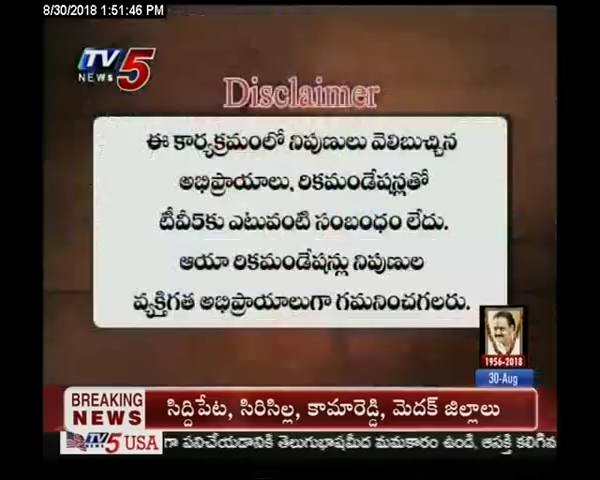 8/30/2018 1:51:46 PM
TV5
NEWS
Disclaimer
ఈ కార్యక్రమంలో నిపుణులు వెలిబుచ్చిన
అభిప్రాయాలు, రికమండేషన్లతో
టీవీ5కు ఎటువంటి సంబంధం లేదు.
ఆయా రికమండేషన్లు నిపుణుల
వ్యక్తిగత అభిప్రాయాలుగా గమనించగలరు.
1956-2018
30-Aug
BREAKING NEWS
సిద్దిపేట, సిరిసిల్ల, కామారెడ్డి, మెదక్ జిల్లాలు
TV5 USA
గా పనిచేయడానికి తెలుగుభాషమీద మమకారం ఉండి, ఆసక్తి కలిగిన